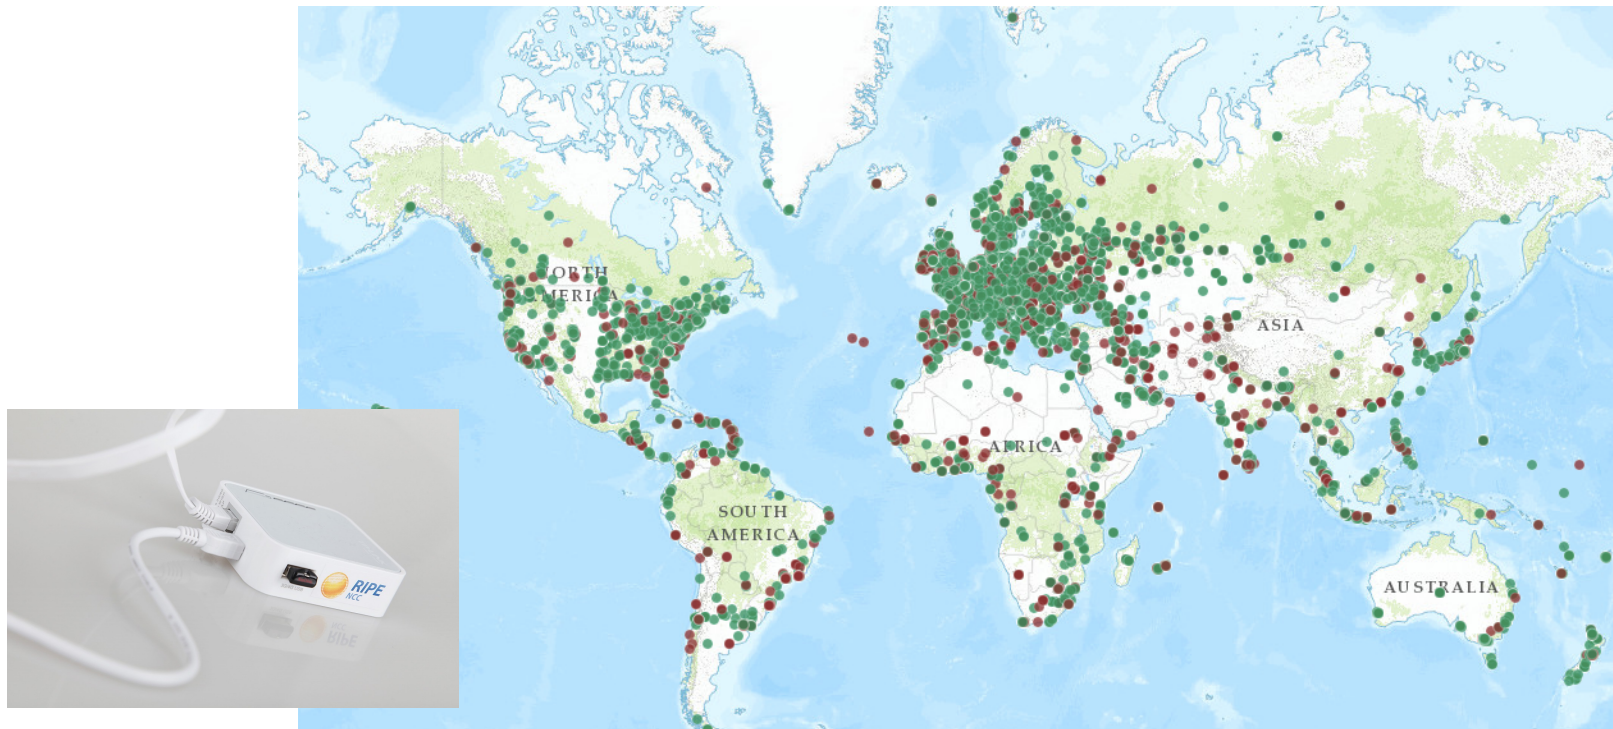 NORTH
AMERICA
ASIA
AFRICA
SOUTH
AMERICA
AUSTRALIA
RIPE
NCC